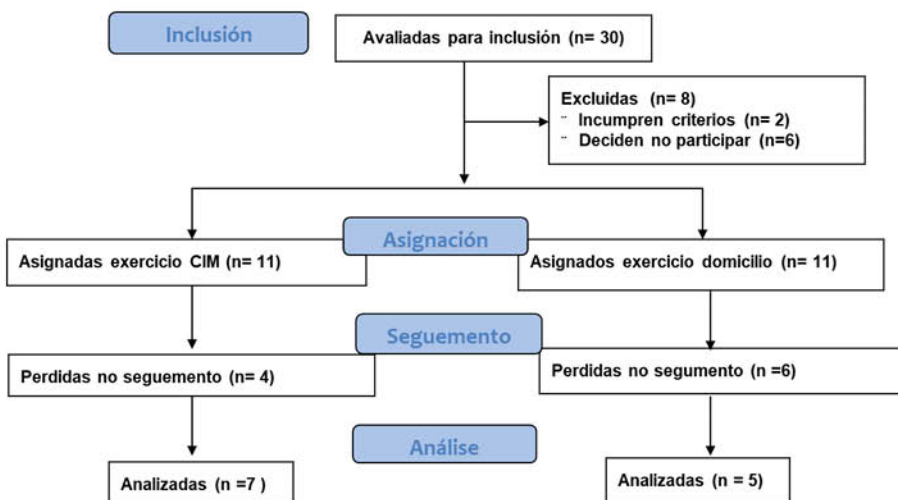 Inclusión
Avaliadas para inclusión (n= 30)
Excluidas (n= 8)
¨ Incumpren criterios (n= 2)
¨ Deciden no participar (n=6)
Asignación
Asignadas exercicio CIM (n= 11)
Asignados exercicio domicilio (n= 11)
Seguemento
Perdidas no seguemento (n= 4)
Perdidas no segumento (n =6)
Análise
Analizadas (n =7 )
Analizadas (n = 5)